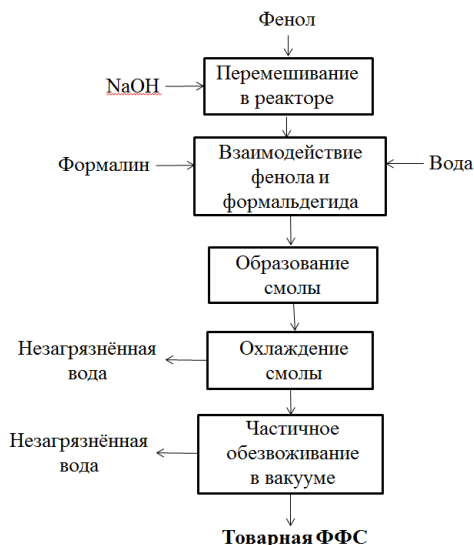 Фенол
NaOH
Перемешивание
в реакторе
Формалин
Взаимодействие
фенола и
формальдегида
Вода
Образование
смолы
Незагрязнённая
вода
Охлаждение
смолы
Незагрязнённая
вода
Частичное
обезвоживание
в вакууме
Товарная ФФС